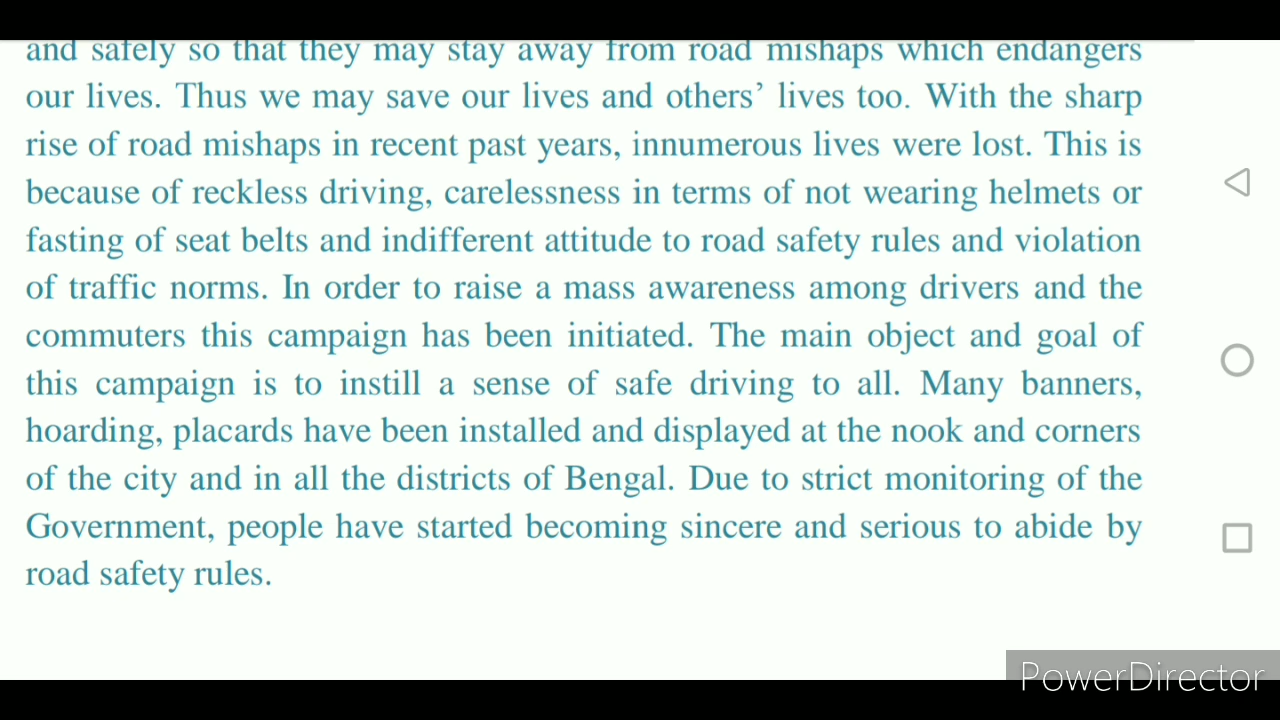 and safely so that they may stay away from road mishaps which endangers
our lives. Thus we may save our lives and others’ lives too. With the sharp
rise of road mishaps in recent past years, innumerous lives were lost. This is
because of reckless driving, carelessness in terms of not wearing helmets or
fasting of seat belts and indifferent attitude to road safety rules and violation
of traffic norms. In order to raise a mass awareness among drivers and the
commuters this campaign has been initiated. The main object and goal of
this campaign is to instill a sense of safe driving to all. Many banners,
hoarding, placards have been installed and displayed at the nook and corners
of the city and in all the districts of Bengal. Due to strict monitoring of the
Government, people have started becoming sincere and serious to abide by
road safety rules.
PowerDirector